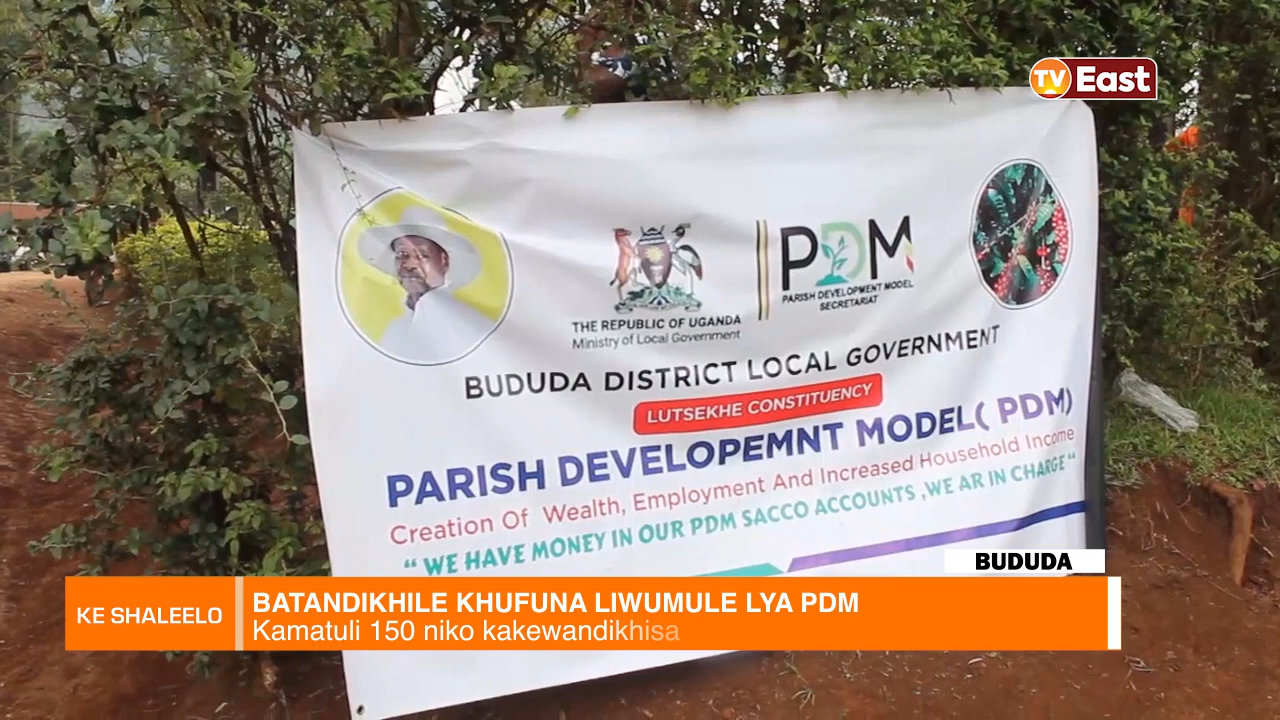 TV East
PDM
PARISH DEVELOPMENT MODEL
SECRETARIAT
THE REPUBLIC OF UGANDA
Ministry of Local Government
BUDUDA DISTRICT LOCAL GOVERNMENT
LUTSEKHE CONSTITUENCY
PARISH DEVELOPEMNT MODEL( PDM)
Creation Of Wealth, Employment And Increased Household Income
“ WE HAVE MONEY IN OUR PDM SACCO ACCOUNTS ,WE AR IN CHARGE “
BUDUDA
KE SHALEELO
BATANDIKHILE KHUFUNA LIWUMULE LYA PDM
Kamatuli 150 niko kakewandikhisa